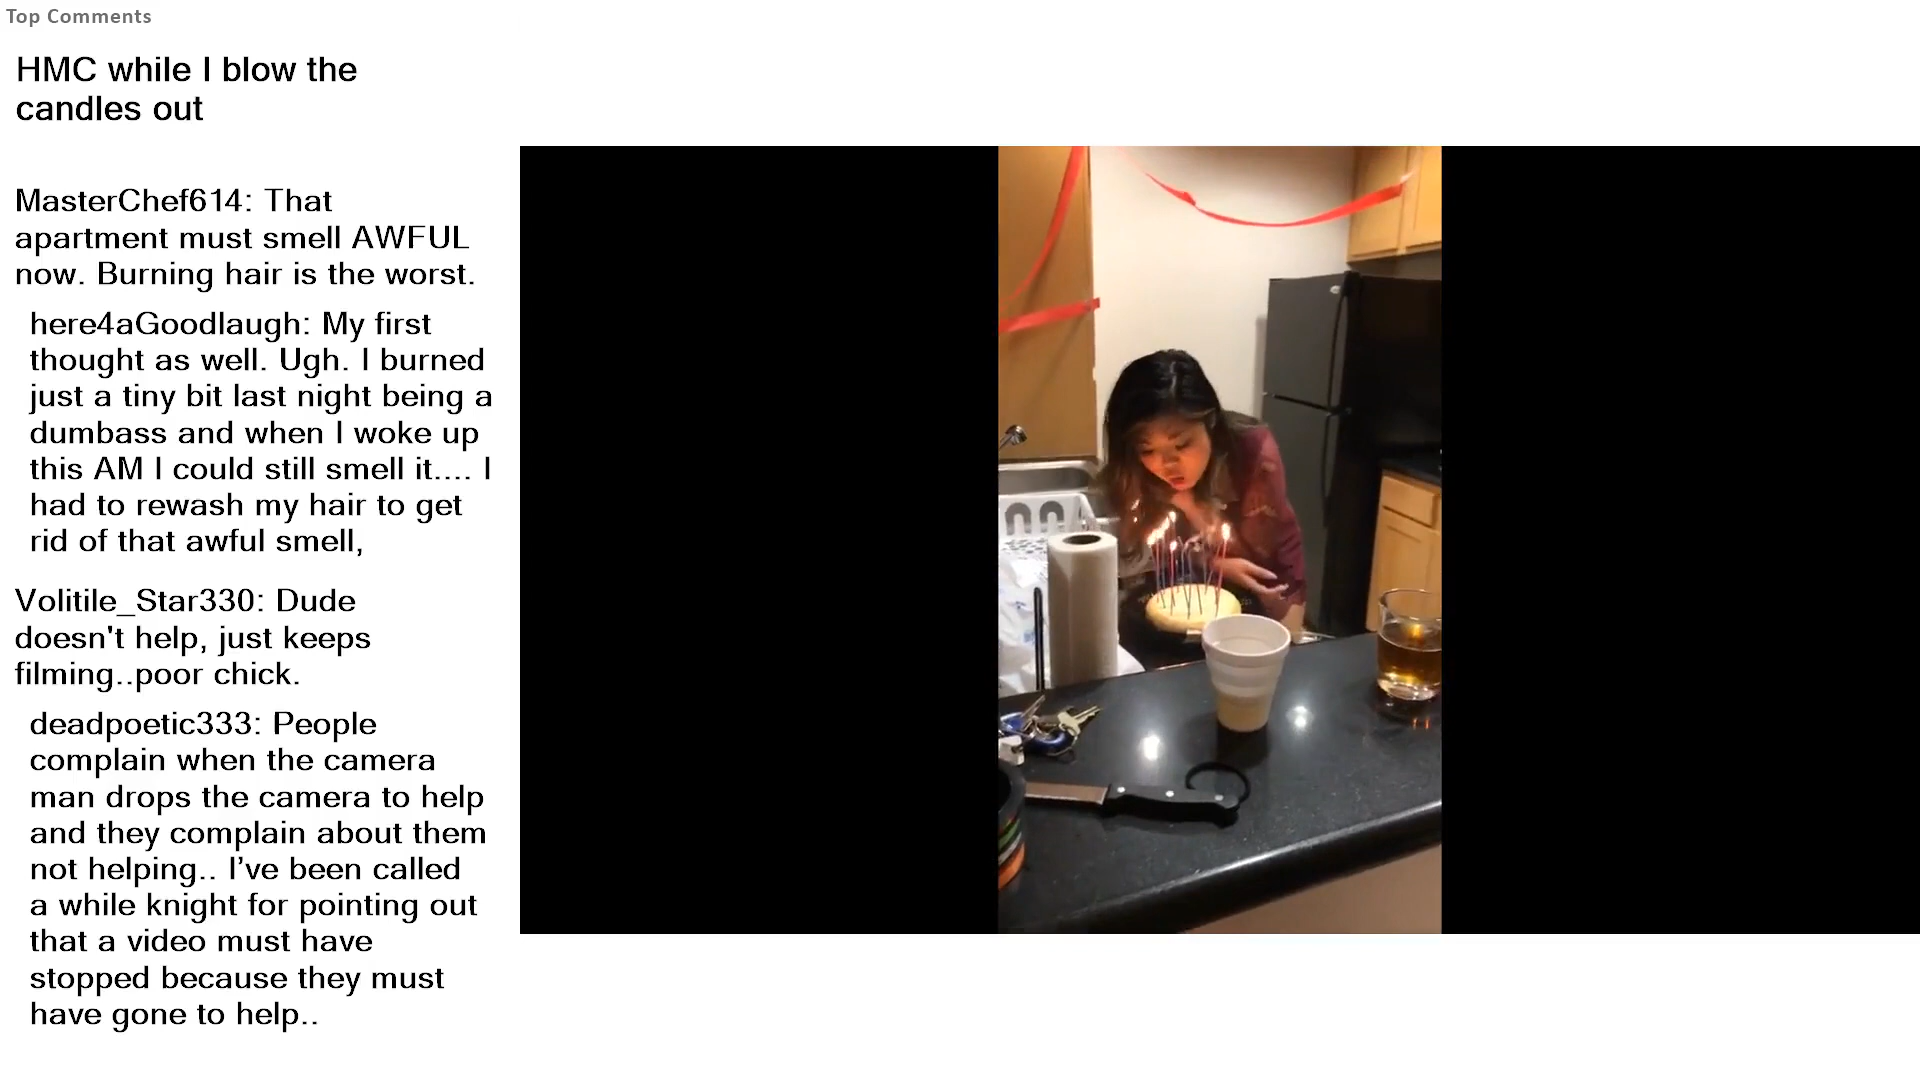 Top Comments
HMC while I blow the
candles out
MasterChef614: That
apartment must smell AWFUL
now. Burning hair is the worst.
here4aGoodlaugh: My first
thought as well. Ugh. I burned
just a tiny bit last night being a
dumbass and when I woke up
this AM I could still smell it.... I
had to rewash my hair to get
rid of that awful smell,
Volitile_Star330: Dude
doesn't help, just keeps
filming..poor chick.
deadpoetic333: People
complain when the camera
man drops the camera to help
and they complain about them
not helping.. I’ve been called
a while knight for pointing out
that a video must have
stopped because they must
have gone to help..